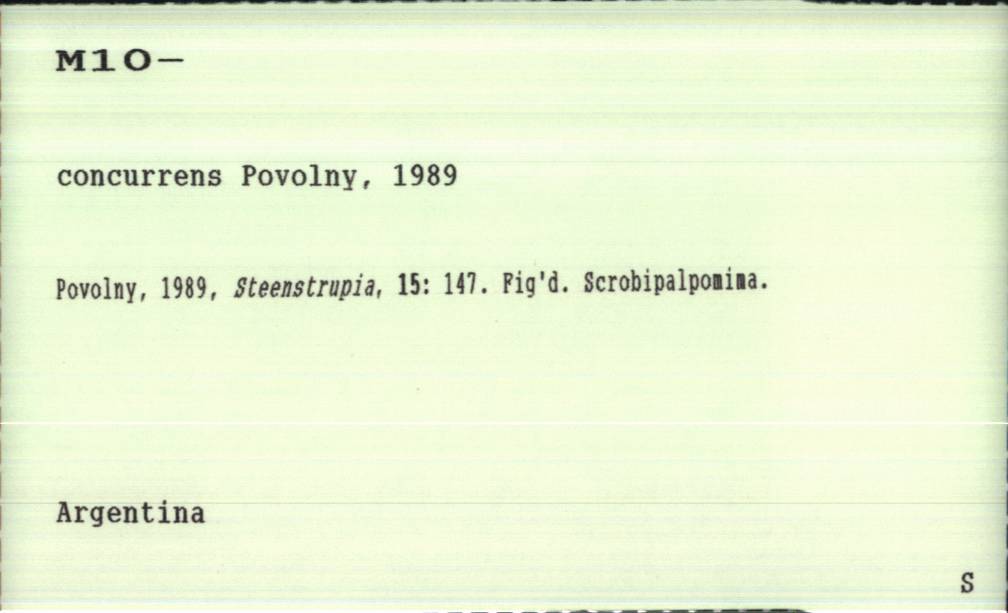 M10-
concurrens Povolny, 1989
Povolny, 1989, Steenstrupia, 15: 147. Fig'd. Scrobipalpomima.
Argentina
S